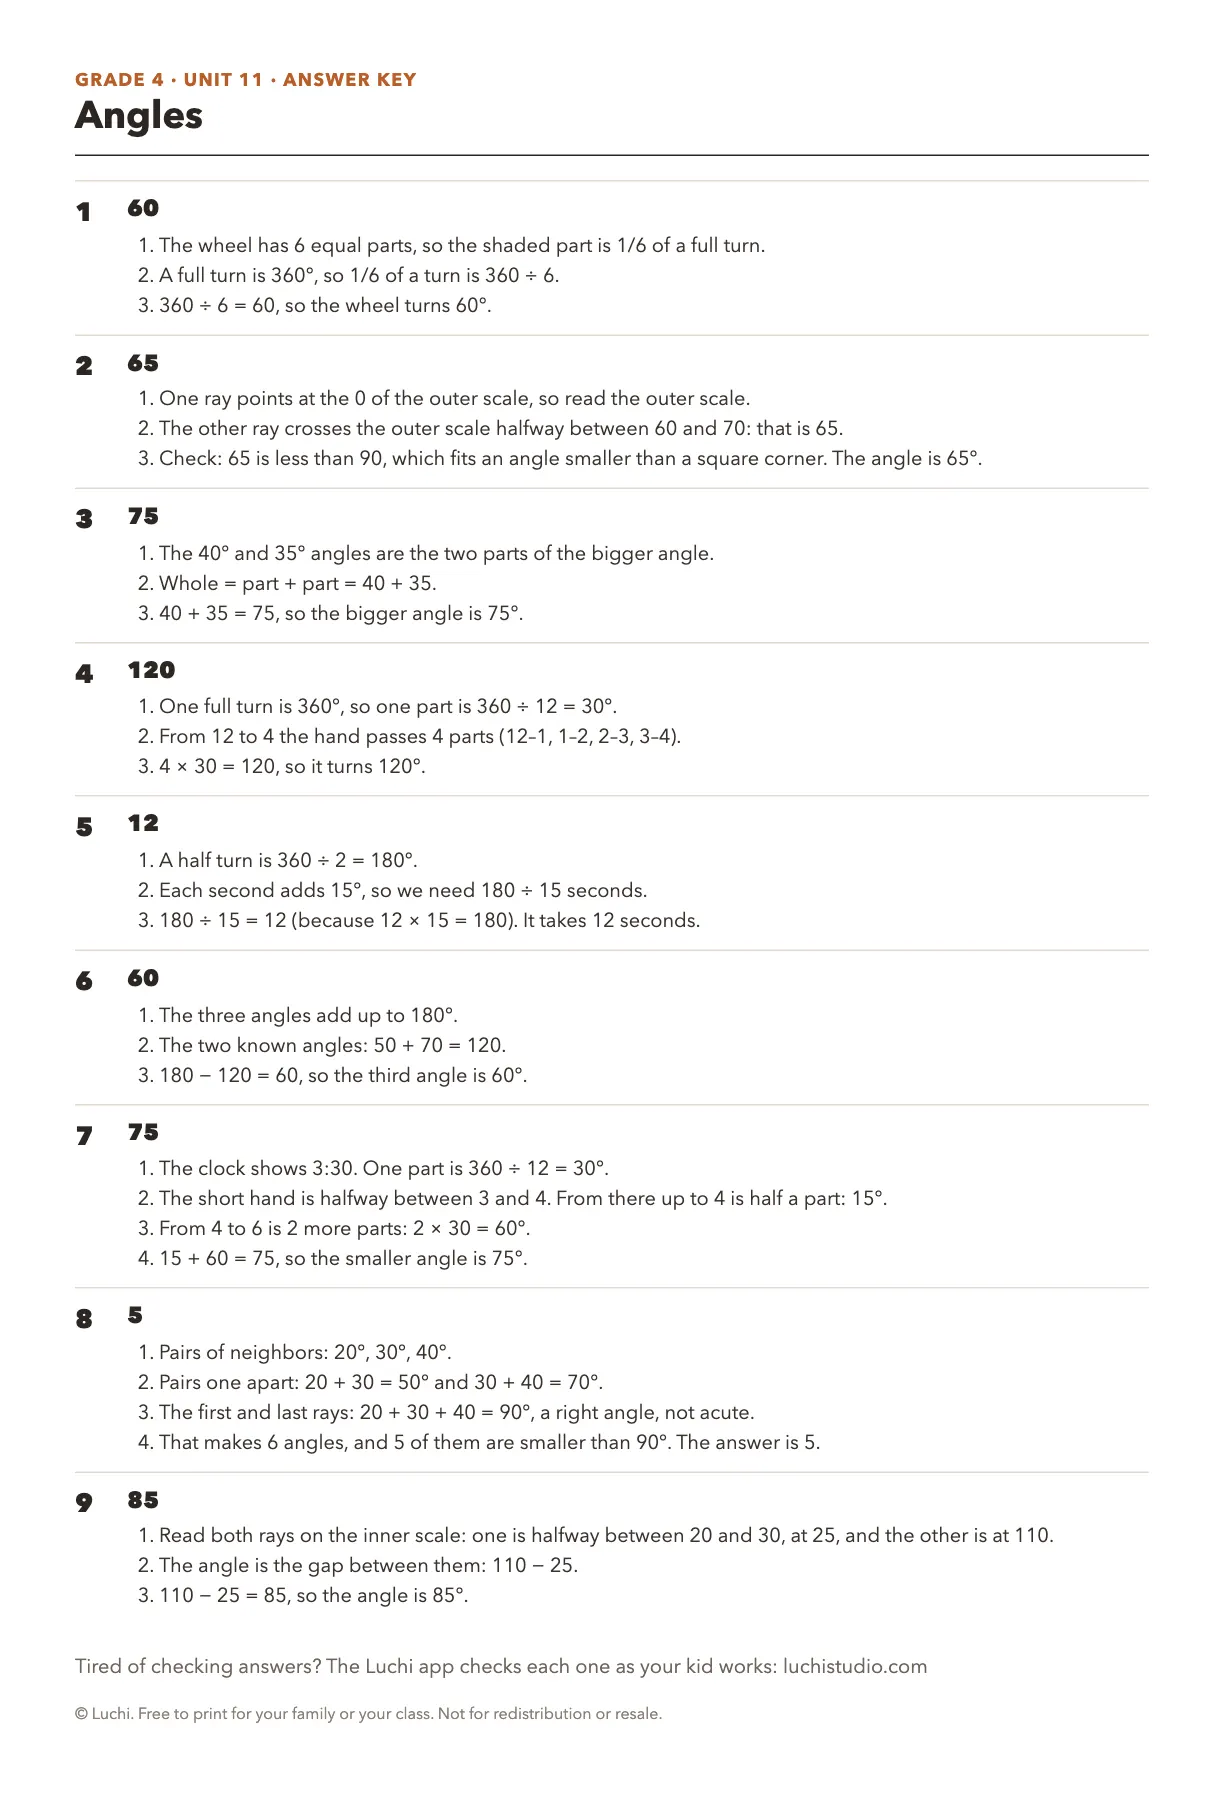 GRADE 4 · UNIT 11 · ANSWER KEY
Angles
1 60
1. The wheel has 6 equal parts, so the shaded part is 1/6 of a full turn.
2. A full turn is 360°, so 1/6 of a turn is 360 ÷ 6.
3. 360 ÷ 6 = 60, so the wheel turns 60°.
2 65
1. One ray points at the 0 of the outer scale, so read the outer scale.
2. The other ray crosses the outer scale halfway between 60 and 70: that is 65.
3. Check: 65 is less than 90, which fits an angle smaller than a square corner. The angle is 65°.
3 75
1. The 40° and 35° angles are the two parts of the bigger angle.
2. Whole = part + part = 40 + 35.
3. 40 + 35 = 75, so the bigger angle is 75°.
4 120
1. One full turn is 360°, so one part is 360 ÷ 12 = 30°.
2. From 12 to 4 the hand passes 4 parts (12–1, 1–2, 2–3, 3–4).
3. 4 × 30 = 120, so it turns 120°.
5 12
1. A half turn is 360 ÷ 2 = 180°.
2. Each second adds 15°, so we need 180 ÷ 15 seconds.
3. 180 ÷ 15 = 12 (because 12 × 15 = 180). It takes 12 seconds.
6 60
1. The three angles add up to 180°.
2. The two known angles: 50 + 70 = 120.
3. 180 − 120 = 60, so the third angle is 60°.
7 75
1. The clock shows 3:30. One part is 360 ÷ 12 = 30°.
2. The short hand is halfway between 3 and 4. From there up to 4 is half a part: 15°.
3. From 4 to 6 is 2 more parts: 2 × 30 = 60°.
4. 15 + 60 = 75, so the smaller angle is 75°.
8 5
1. Pairs of neighbors: 20°, 30°, 40°.
2. Pairs one apart: 20 + 30 = 50° and 30 + 40 = 70°.
3. The first and last rays: 20 + 30 + 40 = 90°, a right angle, not acute.
4. That makes 6 angles, and 5 of them are smaller than 90°. The answer is 5.
9 85
1. Read both rays on the inner scale: one is halfway between 20 and 30, at 25, and the other is at 110.
2. The angle is the gap between them: 110 − 25.
3. 110 − 25 = 85, so the angle is 85°.
Tired of checking answers? The Luchi app checks each one as your kid works: luchistudio.com
© Luchi. Free to print for your family or your class. Not for redistribution or resale.